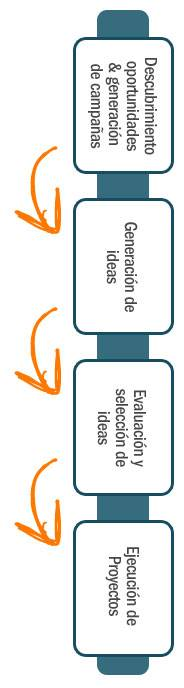 Descubrimiento
oportunidades
& generación
de campañas
Generación de
ideas
Evaluación y
selección de
ideas
Ejecución de
Proyectos